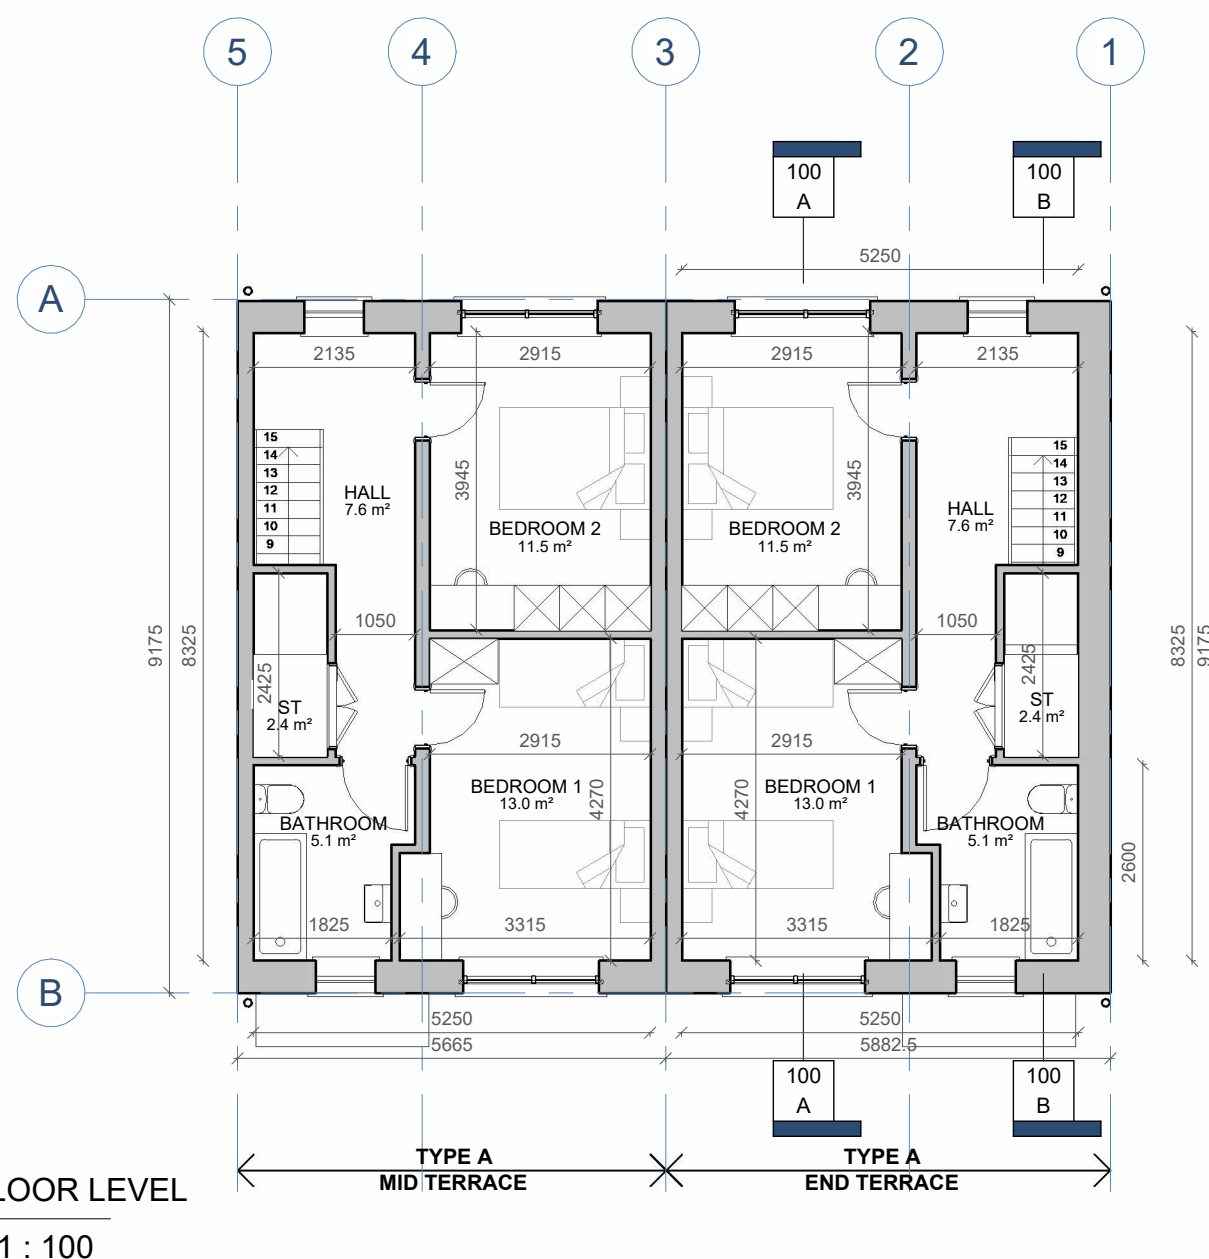 5 4 3 2 1
100 100
A B
5250
A
2135 2915 2915 2135
15 15
14 14
13 13
12 12
11 11
10 10
9 9
3945 3945
HALL HALL
7.6 m² 7.6 m²
BEDROOM 2 BEDROOM 2
11.5 m² 11.5 m²
1050 1050
9175 8325 8325 9175
2425 2425
ST ST
2.4 m² 2.4 m²
2915 2915
BEDROOM 1 BEDROOM 1
13.0 m² 13.0 m²
4270 4270
BATHROOM BATHROOM
5.1 m² 5.1 m²
2600
1825 3315 3315 1825
B
5250 5250
5665 5882.5
100 100
A B
TYPE A TYPE A
MID TERRACE END TERRACE
LOOR LEVEL
1 : 100